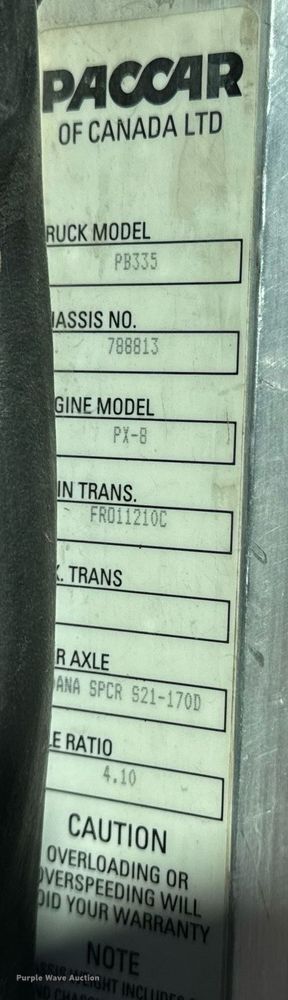 PACCAR
OF CANADA LTD
RUCK MODEL
PB335
HASSIS NO.
788813
GINE MODEL
PX-8
IN TRANS.
FRO11210C
X. TRANS
R AXLE
ANA SPCR S21-170D
LE RATIO
4.10
CAUTION
OVERLOADING OR
OVERSPEEDING WILL
OID YOUR WARRANTY
NOTE
WEIGHT INCLUDES
Purple Wave Auction